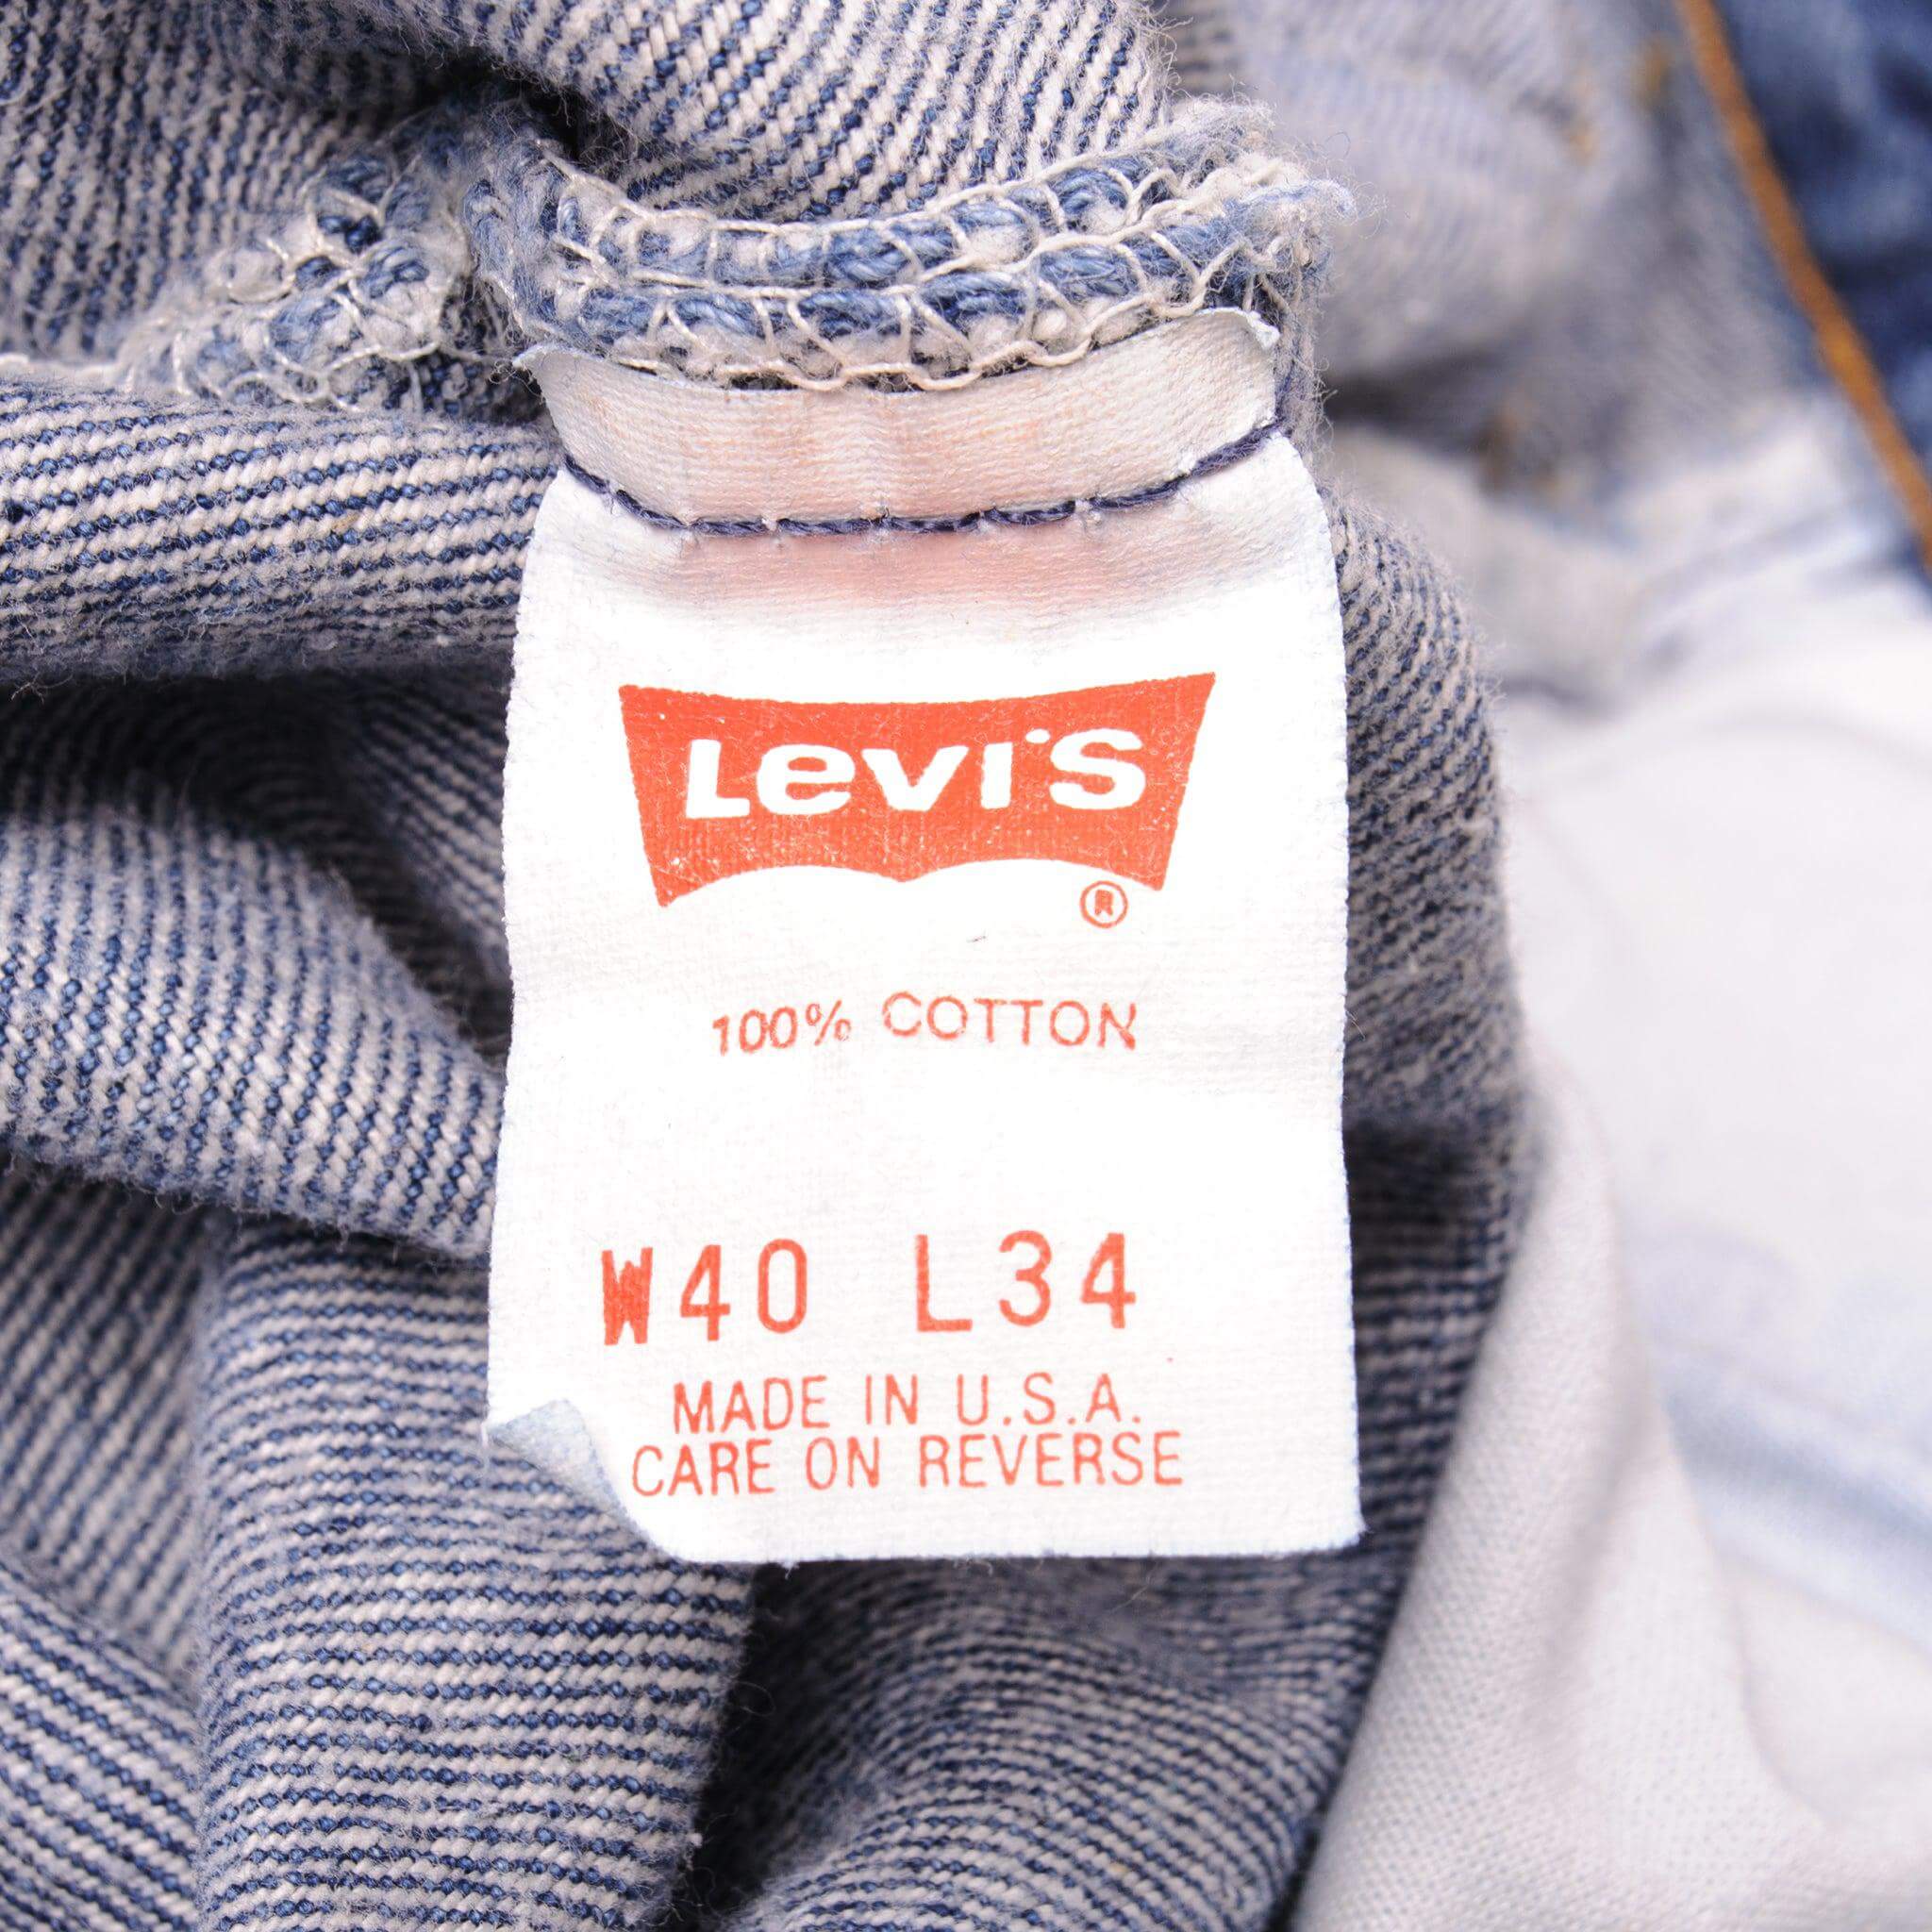 Levi's
®
100% COTTON
W40 L34
MADE IN U.S.A.
CARE ON REVERSE